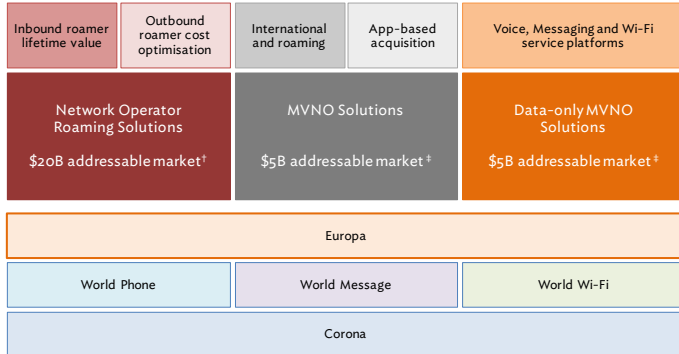 Inbound roamer
lifetime value
Outbound
roamer cost
optimisation
International
and roaming
App-based
acquisition
Voice, Messaging and Wi-Fi
service platforms
Network Operator
Roaming Solutions
$20B addressable market†
MVNO Solutions
$5B addressable market ‡
Data-only MVNO
Solutions
$5B addressable market ‡
Europa
World Phone
World Message
World Wi-Fi
Corona